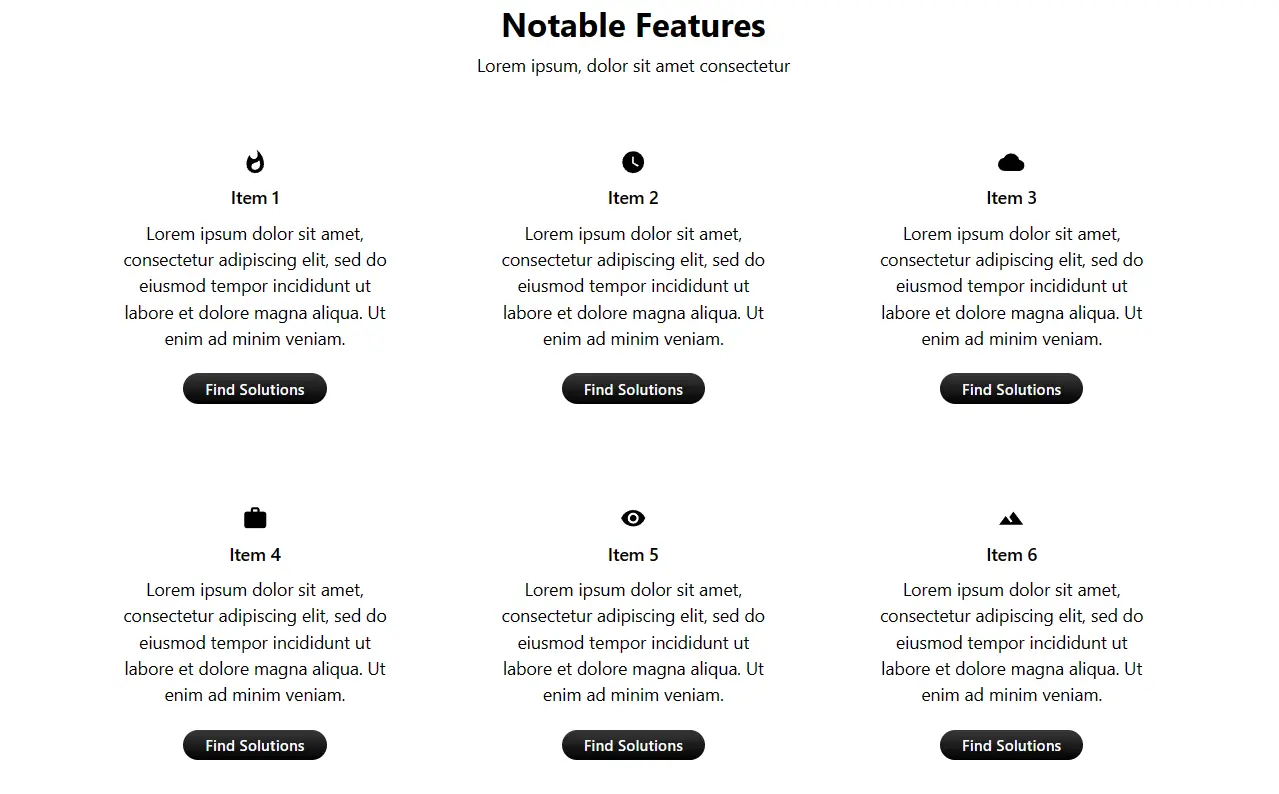 Notable Features
Lorem ipsum, dolor sit amet consectetur
Item 1
Lorem ipsum dolor sit amet,
consectetur adipiscing elit, sed do
eiusmod tempor incididunt ut
labore et dolore magna aliqua. Ut
enim ad minim veniam.
Find Solutions
Item 2
Lorem ipsum dolor sit amet,
consectetur adipiscing elit, sed do
eiusmod tempor incididunt ut
labore et dolore magna aliqua. Ut
enim ad minim veniam.
Find Solutions
Item 3
Lorem ipsum dolor sit amet,
consectetur adipiscing elit, sed do
eiusmod tempor incididunt ut
labore et dolore magna aliqua. Ut
enim ad minim veniam.
Find Solutions
Item 4
Lorem ipsum dolor sit amet,
consectetur adipiscing elit, sed do
eiusmod tempor incididunt ut
labore et dolore magna aliqua. Ut
enim ad minim veniam.
Find Solutions
Item 5
Lorem ipsum dolor sit amet,
consectetur adipiscing elit, sed do
eiusmod tempor incididunt ut
labore et dolore magna aliqua. Ut
enim ad minim veniam.
Find Solutions
Item 6
Lorem ipsum dolor sit amet,
consectetur adipiscing elit, sed do
eiusmod tempor incididunt ut
labore et dolore magna aliqua. Ut
enim ad minim veniam.
Find Solutions